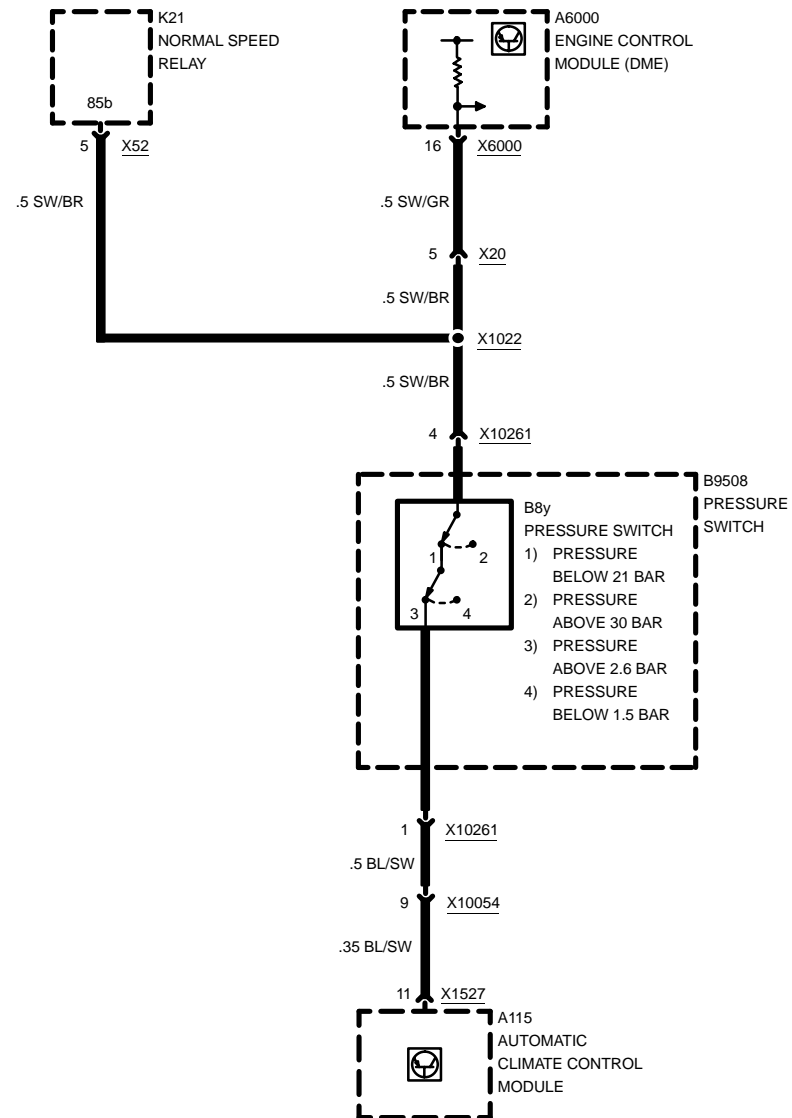 K21
NORMAL SPEED
RELAY
85b
5 X52
.5 SW/BR
A6000
ENGINE CONTROL
MODULE (DME)
16 X6000
.5 SW/GR
5 X20
.5 SW/BR
X1022
.5 SW/BR
4 X10261
B9508
PRESSURE
SWITCH
B8y
PRESSURE SWITCH
1) PRESSURE
BELOW 21 BAR
2) PRESSURE
ABOVE 30 BAR
3) PRESSURE
ABOVE 2.6 BAR
4) PRESSURE
BELOW 1.5 BAR
1 2
3 4
1 X10261
.5 BL/SW
9 X10054
.35 BL/SW
11 X1527
A115
AUTOMATIC
CLIMATE CONTROL
MODULE